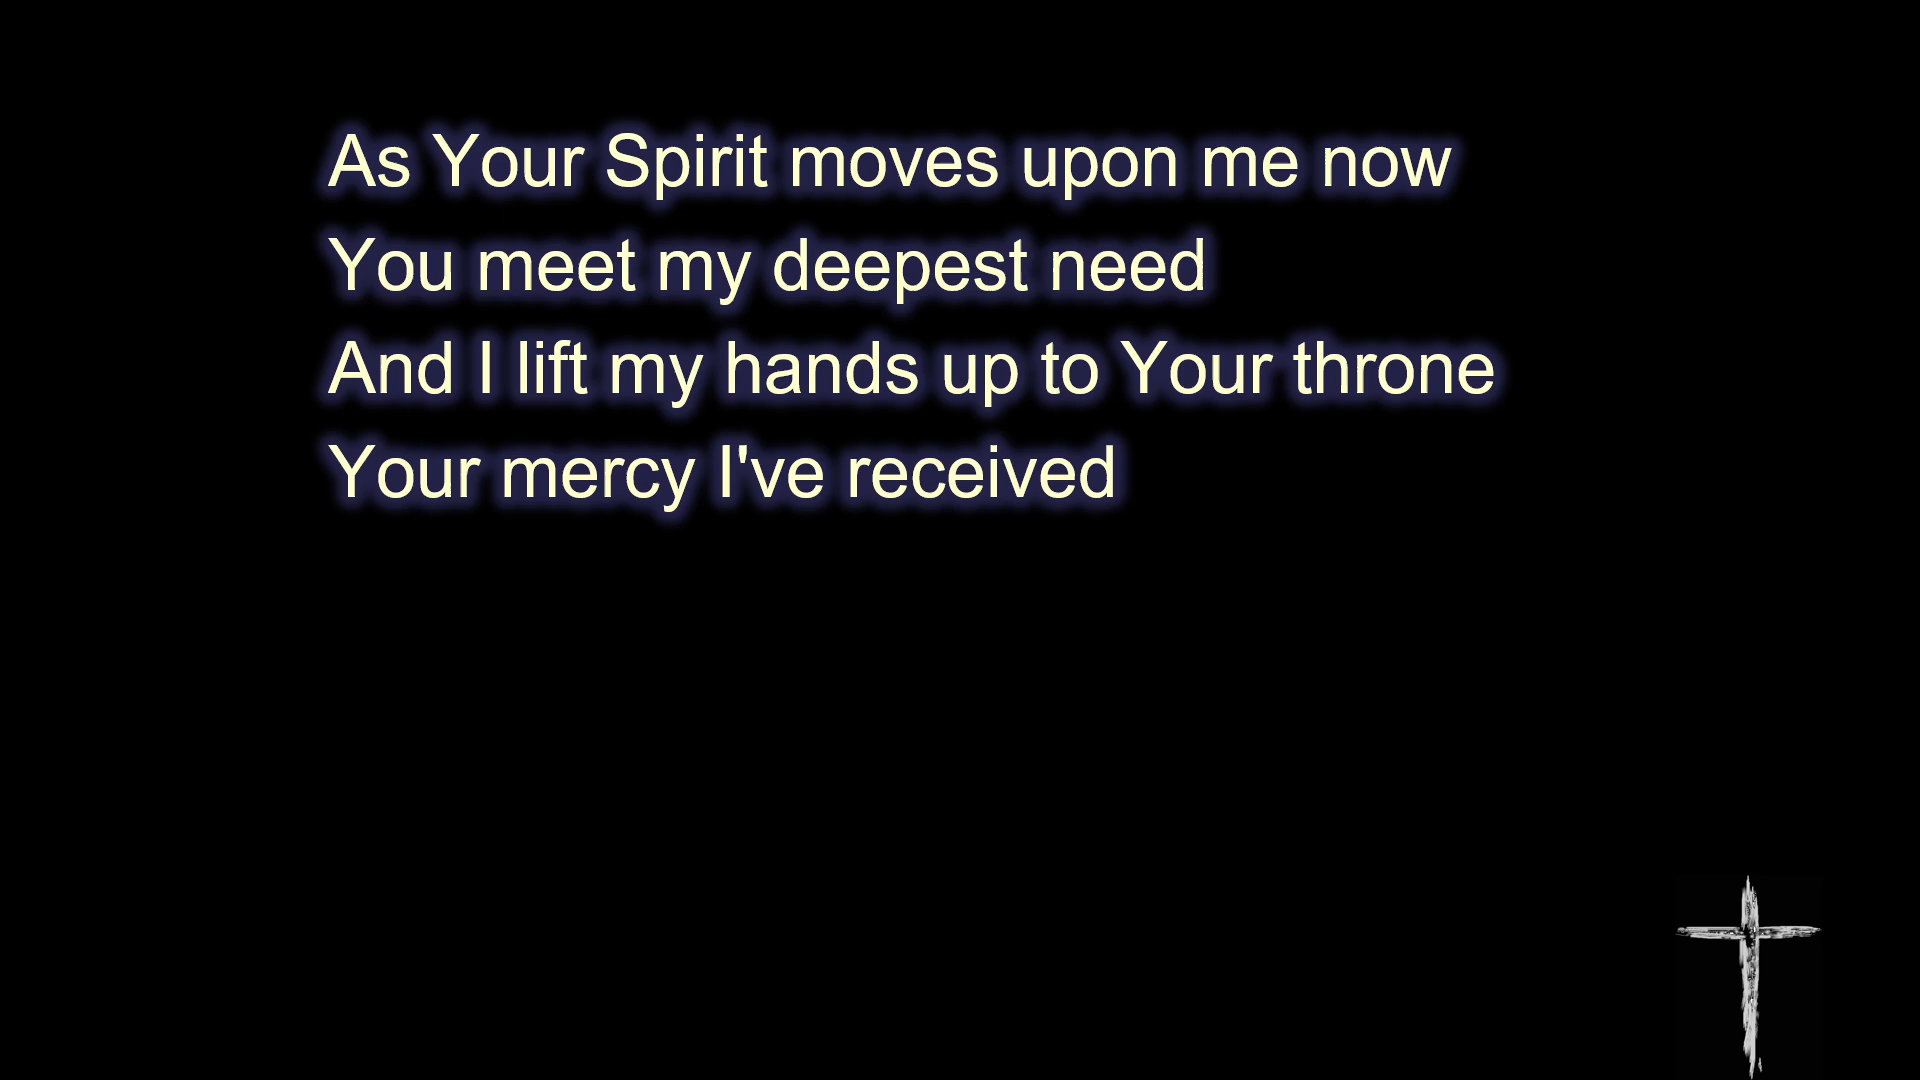 As Your Spirit moves upon me now
You meet my deepest need
And I lift my hands up to Your throne
Your mercy I've received